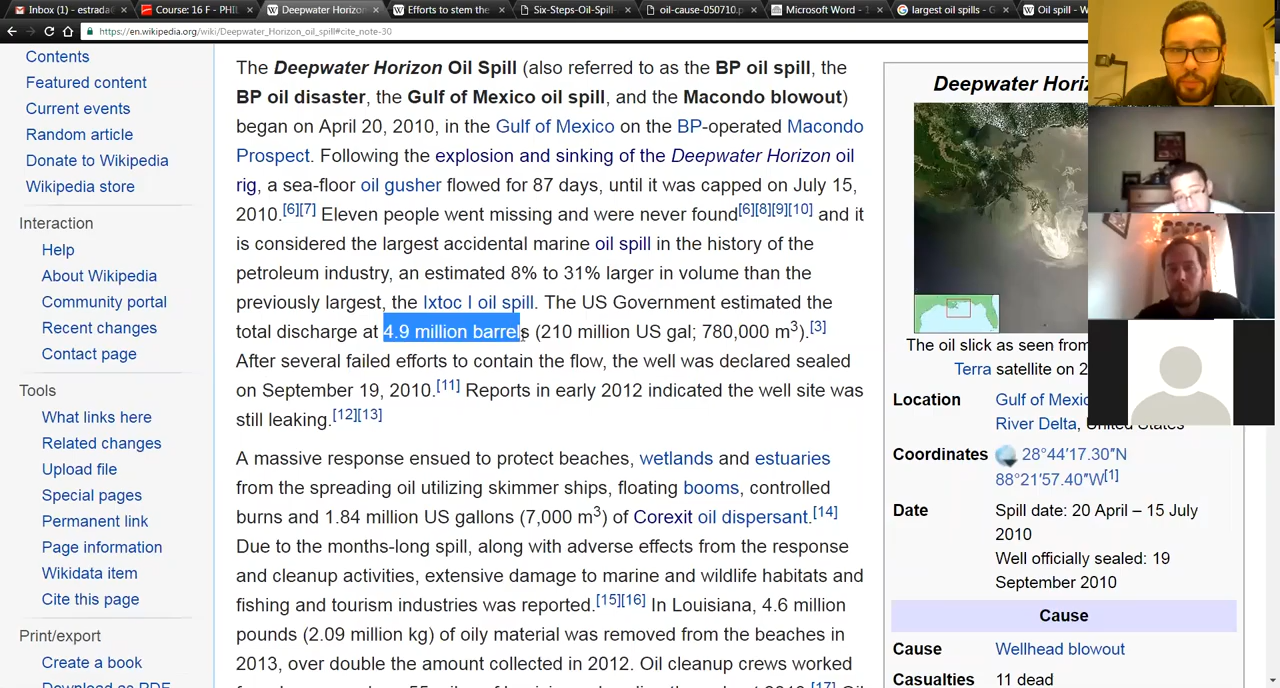 Inbox (1) - estrada
Course: 16 F - PHI
Deepwater Horizon
Efforts to stem the
Six-Steps-Oil-Spill-
oil-cause-050710.p
Microsoft Word - 1
largest oil spills - G
Oil spill - W
https://en.wikipedia.org/wiki/Deepwater_Horizon_oil_spill#cite_note-30
Contents
Featured content
Current events
Random article
Donate to Wikipedia
Wikipedia store
Interaction
Help
About Wikipedia
Community portal
Recent changes
Contact page
Tools
What links here
Related changes
Upload file
Special pages
Permanent link
Page information
Wikidata item
Cite this page
Print/export
Create a book
Download as PDF
The Deepwater Horizon Oil Spill (also referred to as the BP oil spill, the
BP oil disaster, the Gulf of Mexico oil spill, and the Macondo blowout)
began on April 20, 2010, in the Gulf of Mexico on the BP-operated Macondo
Prospect. Following the explosion and sinking of the Deepwater Horizon oil
rig, a sea-floor oil gusher flowed for 87 days, until it was capped on July 15,
2010.[6][7] Eleven people went missing and were never found[6][8][9][10] and it
is considered the largest accidental marine oil spill in the history of the
petroleum industry, an estimated 8% to 31% larger in volume than the
previously largest, the Ixtoc I oil spill. The US Government estimated the
total discharge at 4.9 million barrels (210 million US gal; 780,000 m3).[3]
After several failed efforts to contain the flow, the well was declared sealed
on September 19, 2010.[11] Reports in early 2012 indicated the well site was
still leaking.[12][13]
A massive response ensued to protect beaches, wetlands and estuaries
from the spreading oil utilizing skimmer ships, floating booms, controlled
burns and 1.84 million US gallons (7,000 m3) of Corexit oil dispersant.[14]
Due to the months-long spill, along with adverse effects from the response
and cleanup activities, extensive damage to marine and wildlife habitats and
fishing and tourism industries was reported.[15][16] In Louisiana, 4.6 million
pounds (2.09 million kg) of oily material was removed from the beaches in
2013, over double the amount collected in 2012. Oil cleanup crews worked
Deepwater Horiz
The oil slick as seen from
Terra satellite on 2
Location Gulf of Mexic
River Delta, United States
Coordinates 28°44′17.30″N
88°21′57.40″W[1]
Date Spill date: 20 April – 15 July
2010
Well officially sealed: 19
September 2010
Cause
Cause Wellhead blowout
Casualties 11 dead